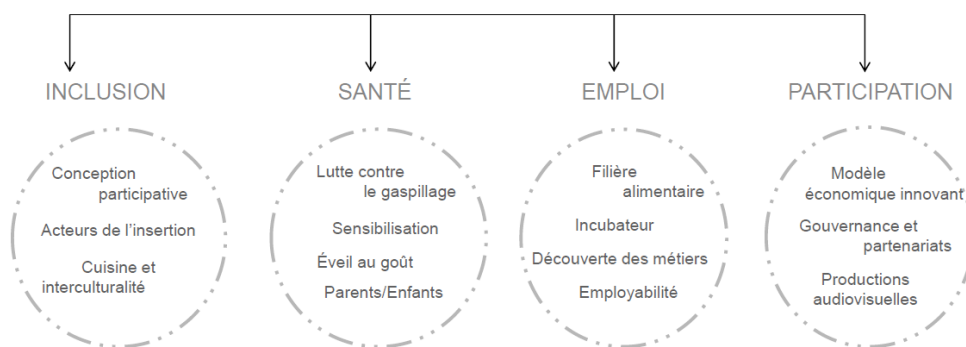 INCLUSION
Conception
participative
Acteurs de l'insertion
Cuisine et
interculturalité
SANTÉ
Lutte contre
le gaspillage
Sensibilisation
Éveil au goût
Parents/Enfants
EMPLOI
Filière
alimentaire
Incubateur
Découverte des métiers
Employabilité
PARTICIPATION
Modèle
économique innovant
Gouvernance et
partenariats
Productions
audiovisuelles